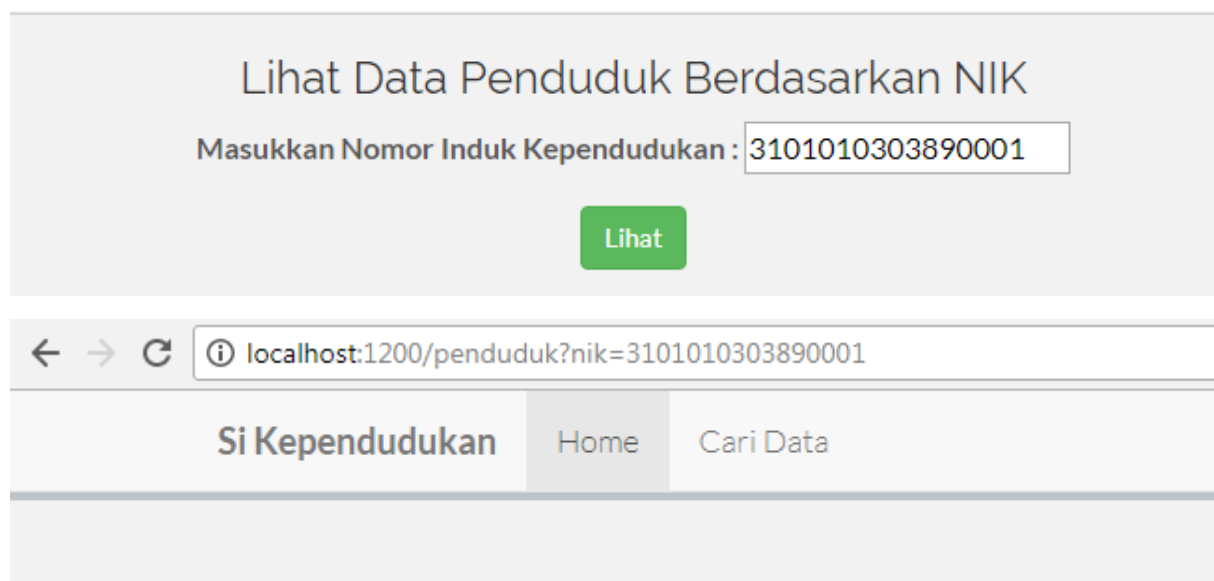 Lihat Data Penduduk Berdasarkan NIK
Masukkan Nomor Induk Kependudukan : 3101010303890001
Lihat
localhost:1200/penduduk?nik=3101010303890001
Si Kependudukan Home Cari Data